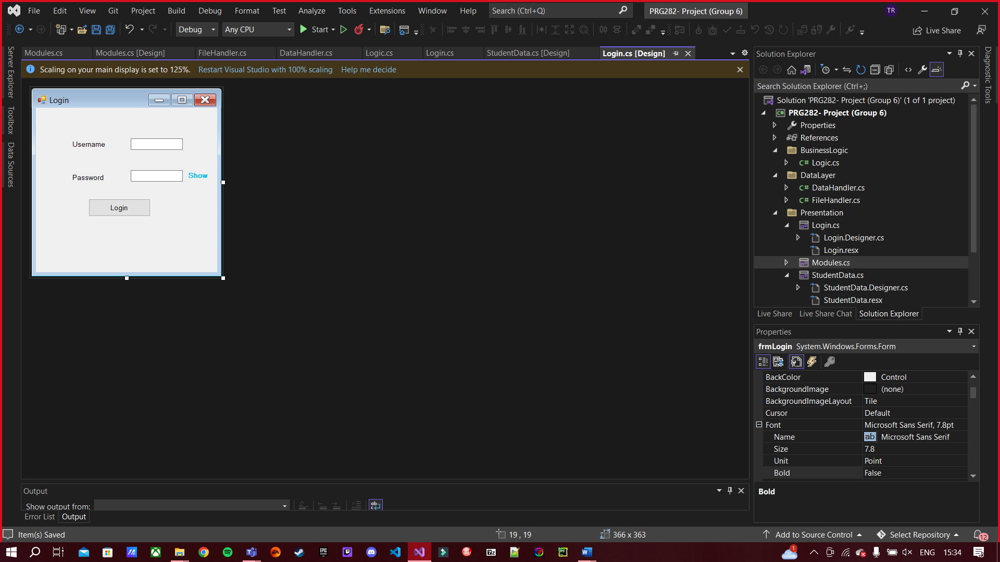 File Edit View Git Project Build Debug Format Test Analyze Tools Extensions Window Help Search (Ctrl+Q) PRG282- Project (Group 6) TR
Debug Any CPU Start Live Share
Modules.cs Modules.cs [Design] FileHandler.cs DataHandler.cs Logic.cs Login.cs StudentData.cs [Design] Login.cs [Design]
Scaling on your main display is set to 125%. Restart Visual Studio with 100% scaling Help me decide
Server Explorer
Toolbox
Data Sources
Login
Username
Password Show
Login
Solution Explorer
Search Solution Explorer (Ctrl+;)
Solution 'PRG282- Project (Group 6)' (1 of 1 project)
C# PRG282- Project (Group 6)
Properties
References
BusinessLogic
C# Logic.cs
DataLayer
C# DataHandler.cs
C# FileHandler.cs
Presentation
Login.cs
Login.Designer.cs
Login.resx
Modules.cs
StudentData.cs
StudentData.Designer.cs
StudentData.resx
Live Share Live Share Chat Solution Explorer
Diagnostic Tools
Properties
frmLogin System.Windows.Forms.Form
BackColor Control
BackgroundImage (none)
BackgroundImageLayout Tile
Cursor Default
Font Microsoft Sans Serif, 7.8pt
Name ab Microsoft Sans Serif
Size 7.8
Unit Point
Bold False
Bold
Output
Show output from:
Error List Output
Item(s) Saved 19 , 19 366 x 363 Add to Source Control Select Repository 12
EA EPIC GAMES 7z PC W 1 ENG 15:34